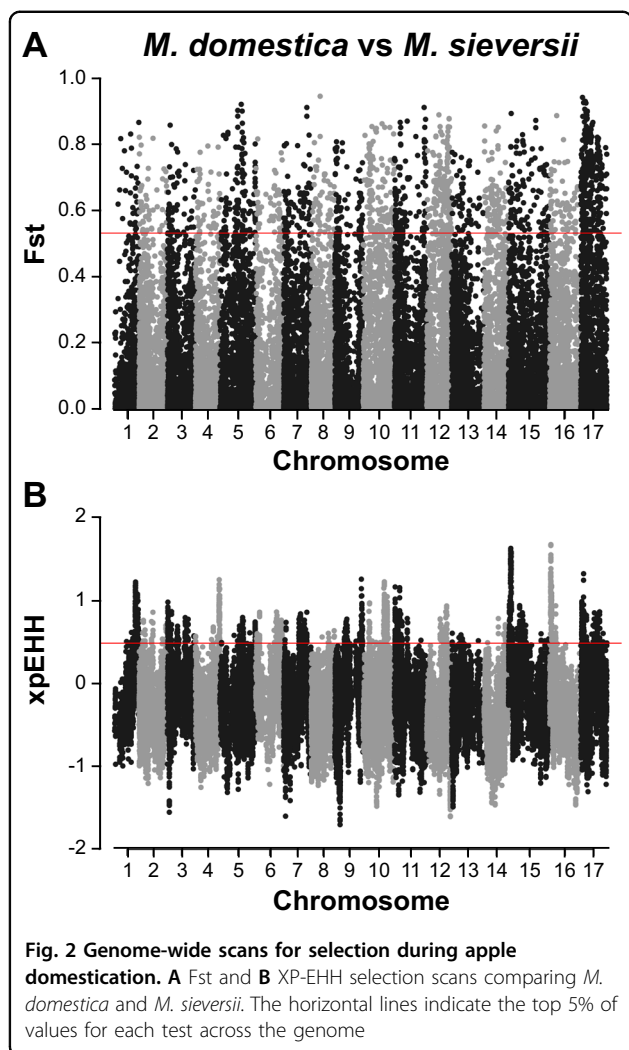 A
M. domestica vs M. sieversii
1.0
0.8
0.6
0.4
0.2
0.0
Fst
1 2 3 4 5 6 7 8 9 10 11 12 13 14 15 16 17
Chromosome
B
2
1
0
-1
-2
xpEHH
1 2 3 4 5 6 7 8 9 10 11 12 13 14 15 16 17
Chromosome
Fig. 2 Genome-wide scans for selection during apple
domestication. A Fst and B XP-EHH selection scans comparing M.
domestica and M. sieversii. The horizontal lines indicate the top 5% of
values for each test across the genome